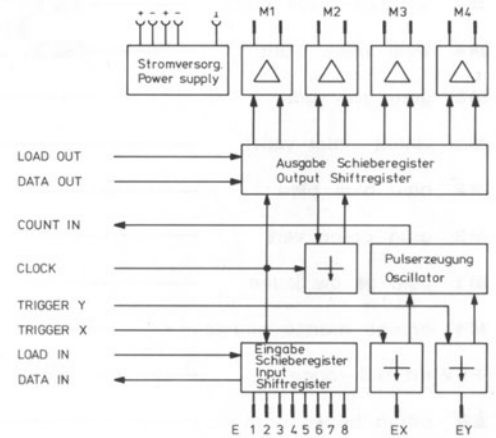 + - + - ⊥
M1 M2 M3 M4
Stromversorg.
Power supply
LOAD OUT
DATA OUT
Ausgabe Schieberegister
Output Shiftregister
COUNT IN
CLOCK
Pulserzeugung
Oscillator
TRIGGER Y
TRIGGER X
LOAD IN
DATA IN
Eingabe
Schieberegister
Input
Shiftregister
E 1 2 3 4 5 6 7 8 EX EY